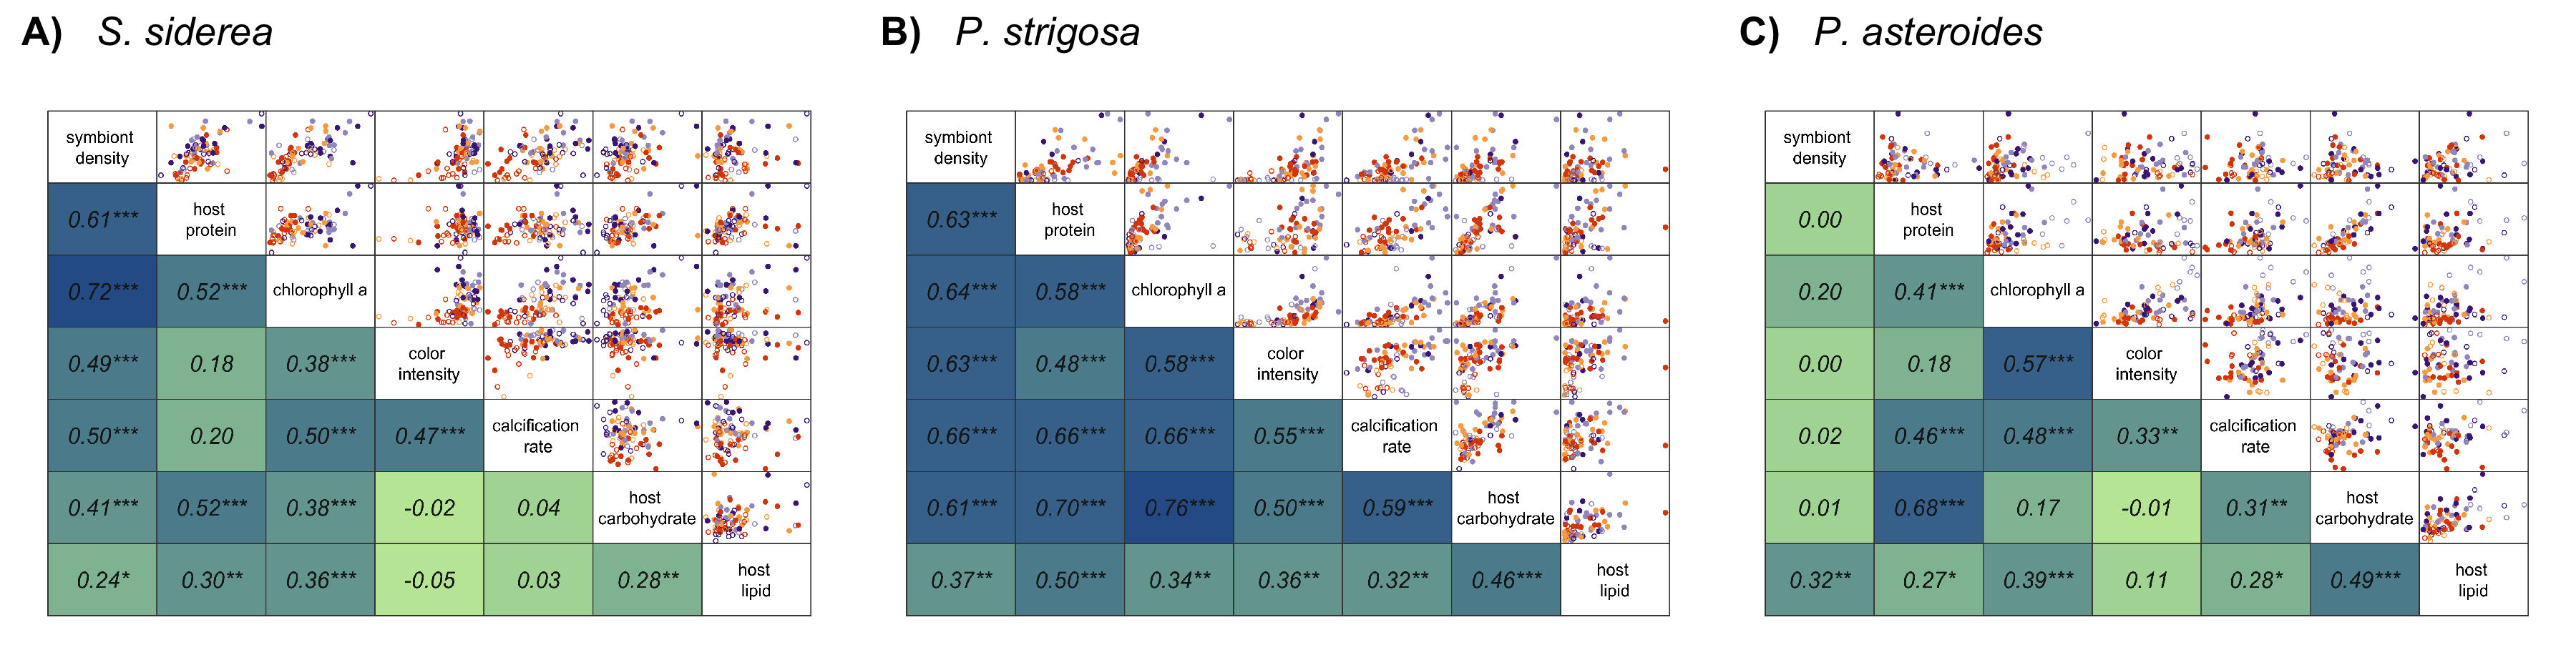 A) S. siderea
B) P. strigosa
C) P. asteroides
symbiont
density
0.61***
host
protein
0.72***
0.52***
chlorophyll a
0.49***
0.18
0.38***
color
intensity
0.50***
0.20
0.50***
0.47***
calcification
rate
0.41***
0.52***
0.38***
-0.02
0.04
host
carbohydrate
0.24*
0.30**
0.36***
-0.05
0.03
0.28**
host
lipid
symbiont
density
0.63***
host
protein
0.64***
0.58***
chlorophyll a
0.63***
0.48***
0.58***
color
intensity
0.66***
0.66***
0.66***
0.55***
calcification
rate
0.61***
0.70***
0.76***
0.50***
0.59***
host
carbohydrate
0.37**
0.50***
0.34**
0.36**
0.32**
0.46***
host
lipid
symbiont
density
0.00
host
protein
0.20
0.41***
chlorophyll a
0.00
0.18
0.57***
color
intensity
0.02
0.46***
0.48***
0.33**
calcification
rate
0.01
0.68***
0.17
-0.01
0.31**
host
carbohydrate
0.32**
0.27*
0.39***
0.11
0.28*
0.49***
host
lipid